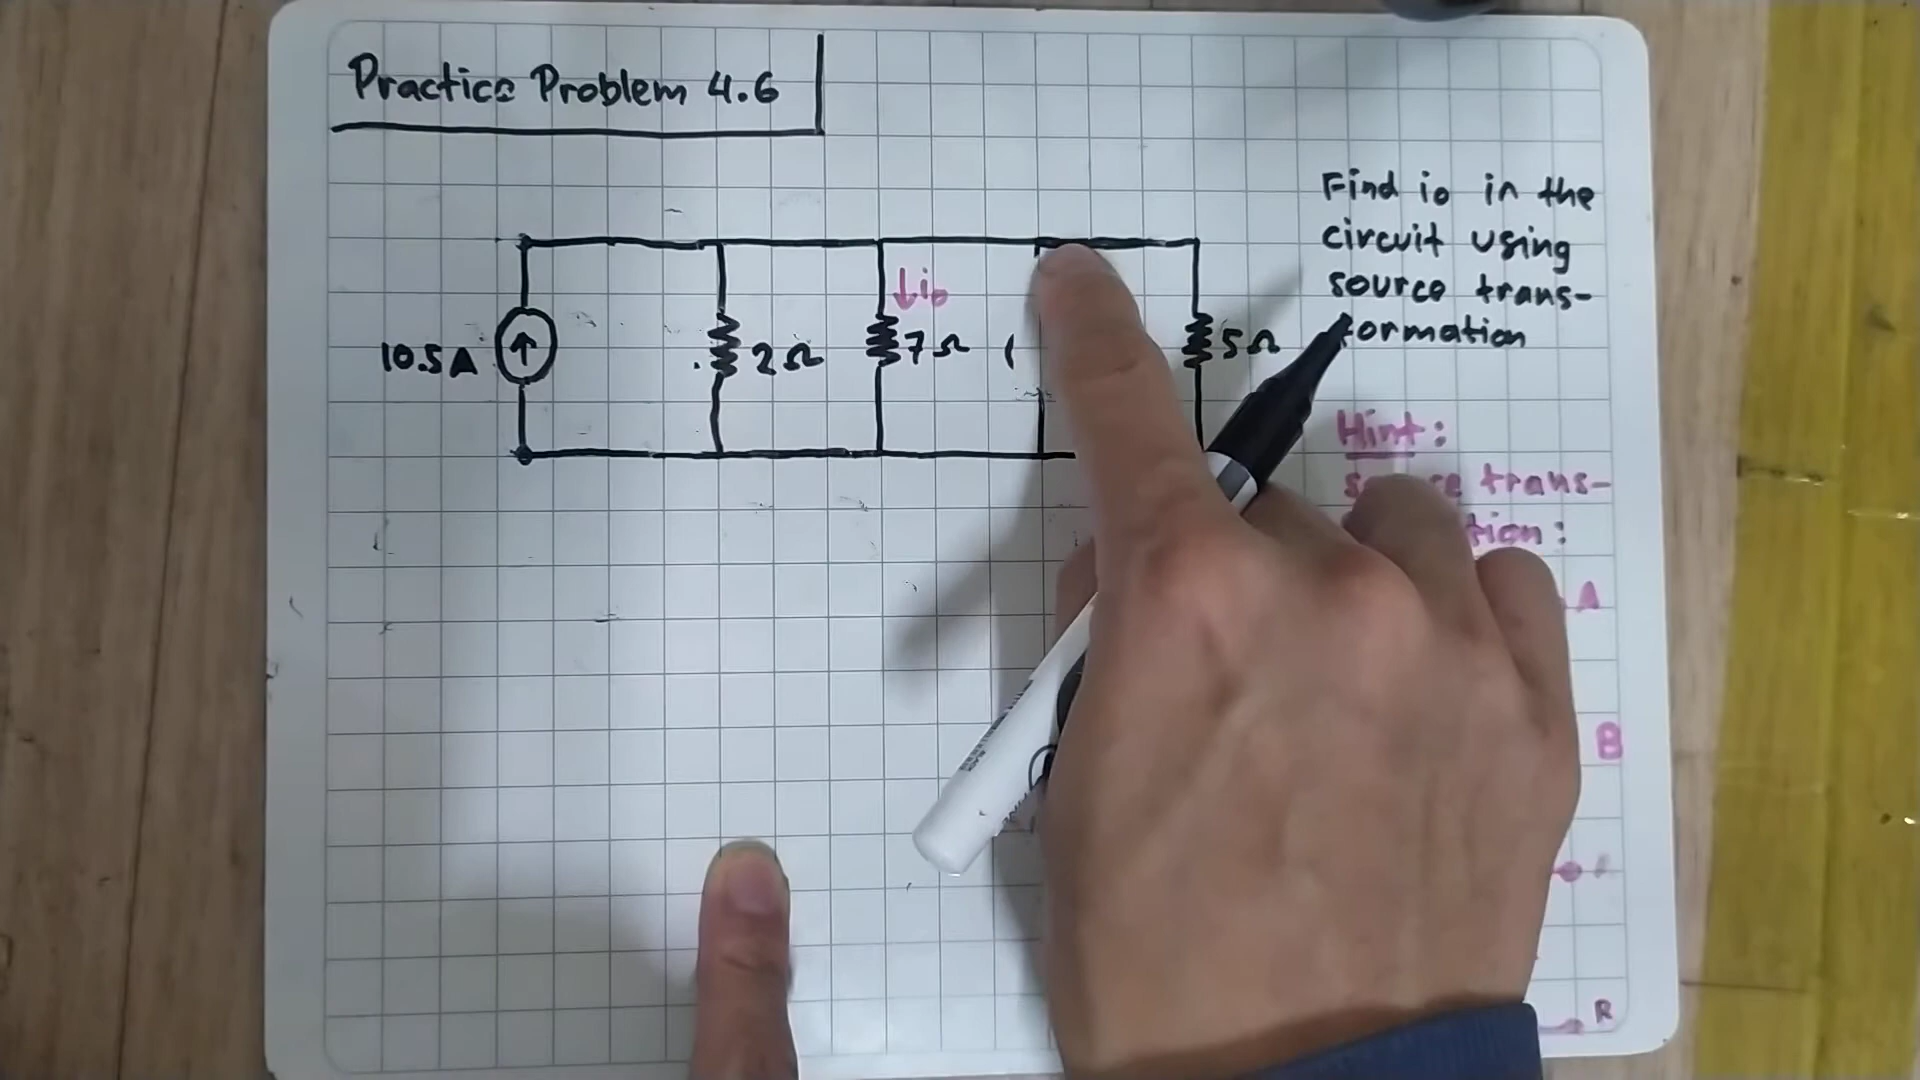 Practice Problem 4.6
Find io in the
circuit using
source trans-
formation
io
10.5A
2Ω
7Ω
5Ω
Hint:
trans-
tion:
A
B
R